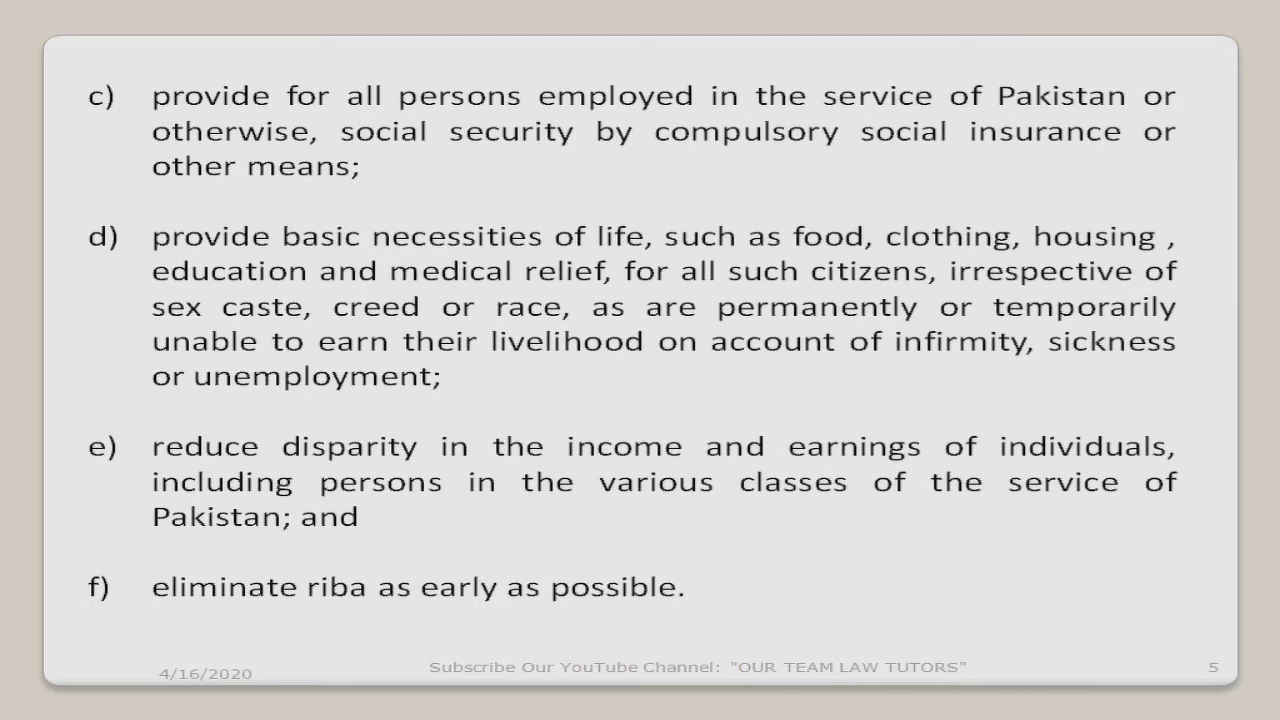 c) provide for all persons employed in the service of Pakistan or
otherwise, social security by compulsory social insurance or
other means;
d) provide basic necessities of life, such as food, clothing, housing ,
education and medical relief, for all such citizens, irrespective of
sex caste, creed or race, as are permanently or temporarily
unable to earn their livelihood on account of infirmity, sickness
or unemployment;
e) reduce disparity in the income and earnings of individuals,
including persons in the various classes of the service of
Pakistan; and
f) eliminate riba as early as possible.
4/16/2020
Subscribe Our YouTube Channel: "OUR TEAM LAW TUTORS"
5